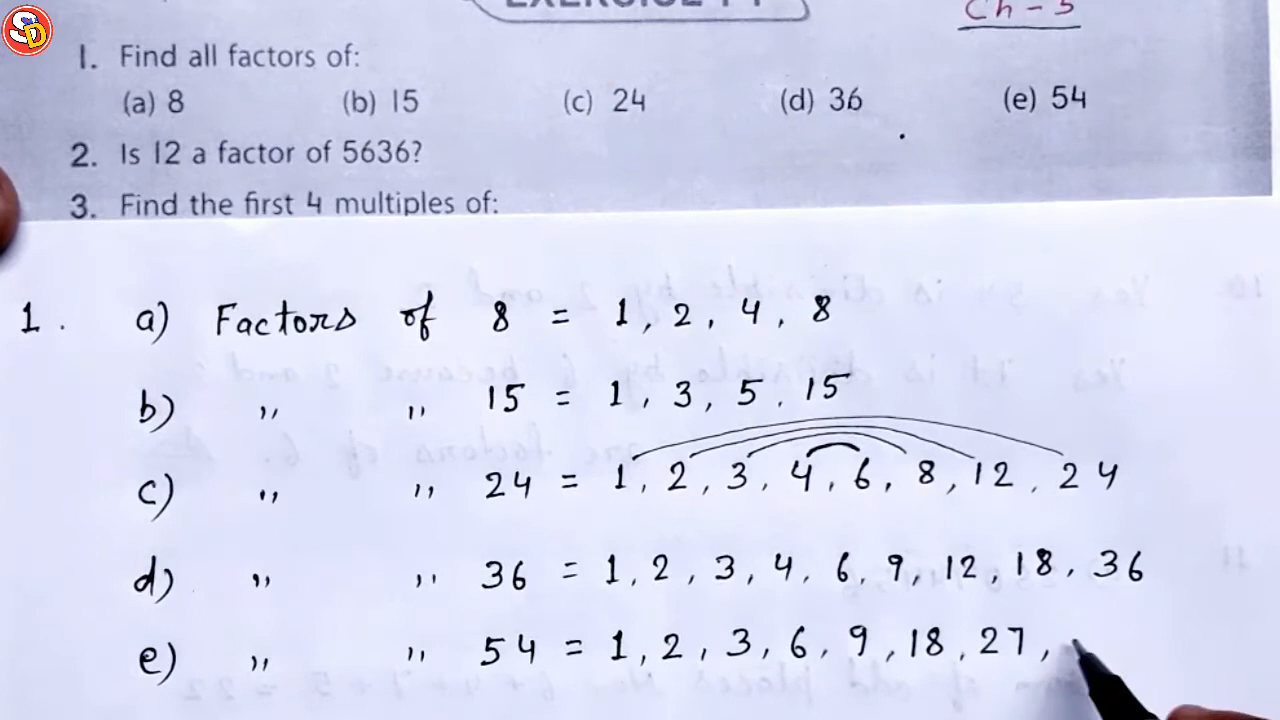 SD
Ch - 5
1. Find all factors of:
(a) 8 (b) 15 (c) 24 (d) 36 (e) 54
2. Is 12 a factor of 5636?
3. Find the first 4 multiples of:
1. a) Factors of 8 = 1, 2, 4, 8
b) ,, ,, 15 = 1, 3, 5, 15
c) ,, ,, 24 = 1, 2, 3, 4, 6, 8, 12, 24
d) ,, ,, 36 = 1, 2, 3, 4, 6, 9, 12, 18, 36
e) ,, ,, 54 = 1, 2, 3, 6, 9, 18, 27,